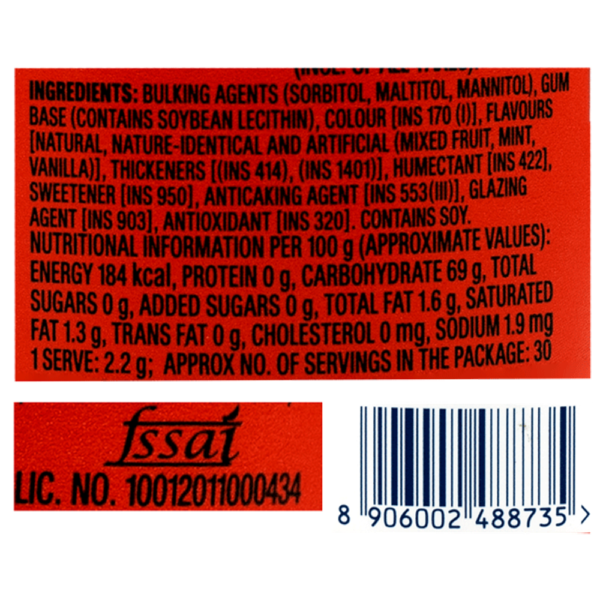 (INCL. OF ALL TAXES).
INGREDIENTS: BULKING AGENTS (SORBITOL, MALTITOL, MANNITOL), GUM
BASE (CONTAINS SOYBEAN LECITHIN), COLOUR [INS 170 (I)], FLAVOURS
[NATURAL, NATURE-IDENTICAL AND ARTIFICIAL (MIXED FRUIT, MINT,
VANILLA)], THICKENERS [(INS 414), (INS 1401)], HUMECTANT [INS 422],
SWEETENER [INS 950], ANTICAKING AGENT [INS 553(III)], GLAZING
AGENT [INS 903], ANTIOXIDANT [INS 320]. CONTAINS SOY.
NUTRITIONAL INFORMATION PER 100 g (APPROXIMATE VALUES):
ENERGY 184 kcal, PROTEIN 0 g, CARBOHYDRATE 69 g, TOTAL
SUGARS 0 g, ADDED SUGARS 0 g, TOTAL FAT 1.6 g, SATURATED
FAT 1.3 g, TRANS FAT 0 g, CHOLESTEROL 0 mg, SODIUM 1.9 mg
1 SERVE: 2.2 g; APPROX NO. OF SERVINGS IN THE PACKAGE: 30
fssai
LIC. NO. 10012011000434
8 906002 488735 >